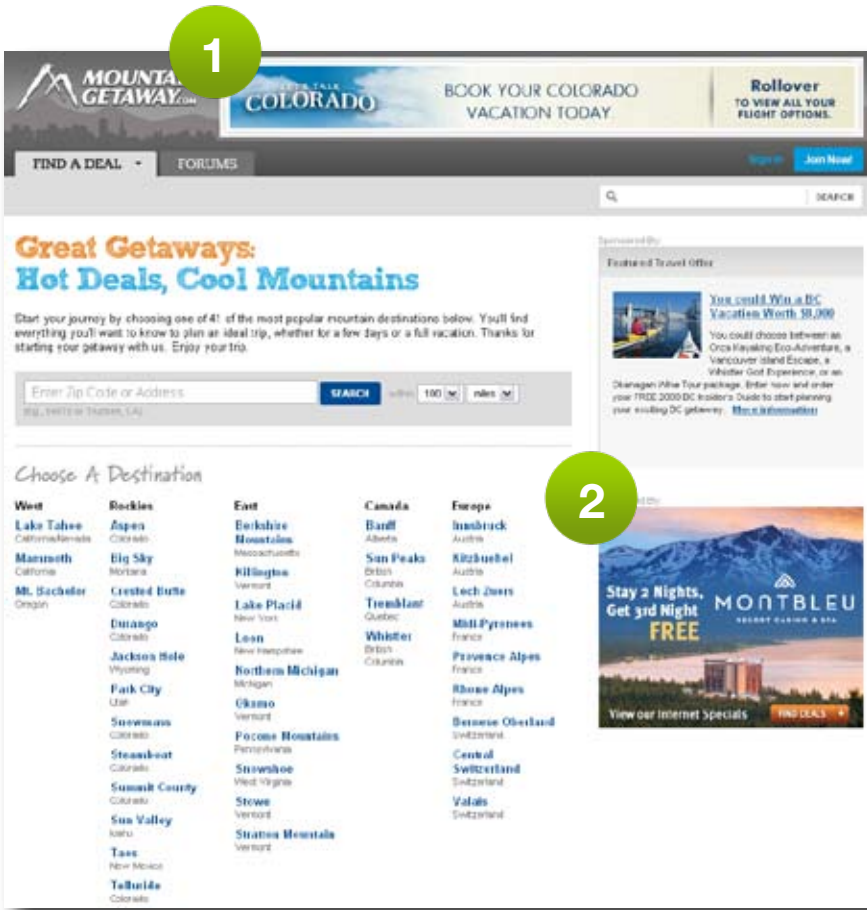 1
MOUNTA
GETAWAY.COM
LET'S TALK
COLORADO
BOOK YOUR COLORADO
VACATION TODAY.
Rollover
TO VIEW ALL YOUR
FLIGHT OPTIONS.
FIND A DEAL
FORUMS
Sign In
Join Now!
SEARCH
Great Getaways:
Hot Deals, Cool Mountains
Start your journey by choosing one of 41 of the most popular mountain destinations below. You'll find
everything you'll want to know to plan an ideal trip, whether for a few days or a full vacation. Thanks for
starting your getaway with us. Enjoy your trip.
Enter Zip Code or Address
SEARCH
within
100
miles
Sponsored By:
Featured Travel Offer
You could Win a BC
Vacation Worth $8,000
You could choose between an
Orca Kayaking Eco-Adventure, a
Vancouver Island Escape, a
Whistler Golf Experience, or an
Okanagan Wine Tour package. Enter now and order
your FREE 2008 BC Insider's Guide to start planning
your exciting BC getaway. More information
Choose A Destination
West
Lake Tahoe
California/Nevada
Mammoth
California
Mt. Bachelor
Oregon
Rockies
Aspen
Colorado
Big Sky
Montana
Crested Butte
Colorado
Durango
Colorado
Jackson Hole
Wyoming
Park City
Utah
Snowmass
Colorado
Steamboat
Colorado
Summit County
Colorado
Sun Valley
Idaho
Taos
New Mexico
Telluride
Colorado
East
Berkshire
Mountains
Massachusetts
Killington
Vermont
Lake Placid
New York
Loon
New Hampshire
Northern Michigan
Michigan
Okemo
Vermont
Pocono Mountains
Pennsylvania
Snowshoe
West Virginia
Stowe
Vermont
Stratton Mountain
Vermont
Canada
Banff
Alberta
Sun Peaks
British
Columbia
Tremblant
Quebec
Whistler
British
Columbia
Europe
Innsbruck
Austria
Kitzbuehel
Austria
Lech Zuers
Austria
Midi-Pyrenees
France
Provence Alpes
France
Rhone Alpes
France
Bernese Oberland
Switzerland
Central
Switzerland
Switzerland
Valais
Switzerland
2
By:
Stay 2 Nights,
Get 3rd Night
FREE
MONTBLEU
RESORT CASINO & SPA
View our Internet Specials
FIND DEALS